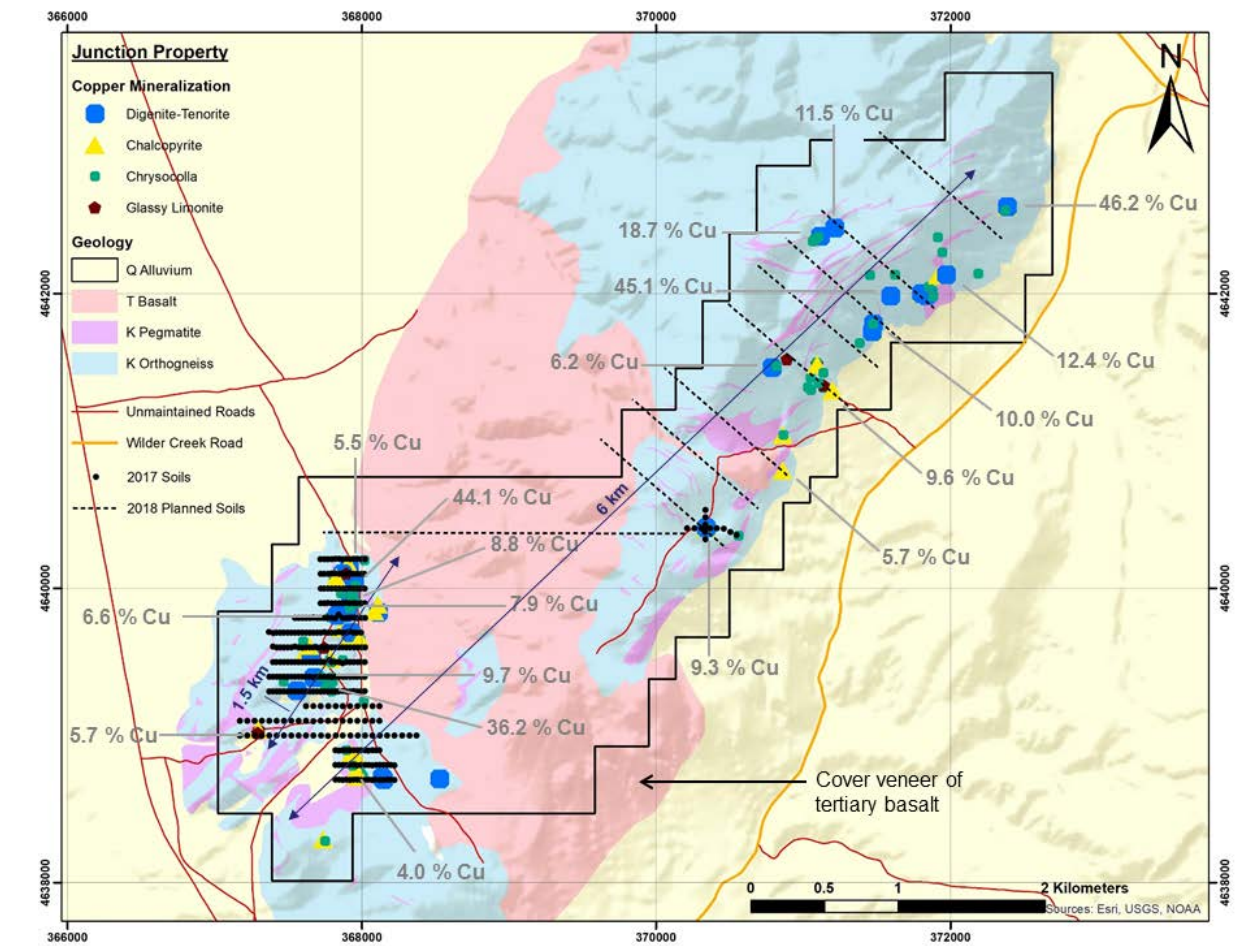 366000
368000
370000
372000
Junction Property
Copper Mineralization
Digenite-Tenorite
Chalcopyrite
Chrysocolla
Glassy Limonite
Geology
Q Alluvium
T Basalt
K Pegmatite
K Orthogneiss
Unmaintained Roads
Wilder Creek Road
2017 Soils
2018 Planned Soils
N
11.5 % Cu
46.2 % Cu
18.7 % Cu
45.1 % Cu
4642000
4642000
6.2 % Cu
12.4 % Cu
10.0 % Cu
5.5 % Cu
9.6 % Cu
44.1 % Cu
6 km
8.8 % Cu
5.7 % Cu
4640000
4640000
7.9 % Cu
6.6 % Cu
9.3 % Cu
9.7 % Cu
1.5 km
36.2 % Cu
5.7 % Cu
Cover veneer of
tertiary basalt
4.0 % Cu
4638000
4638000
0 0.5 1 2 Kilometers
Sources: Esri, USGS, NOAA
366000
368000
370000
372000